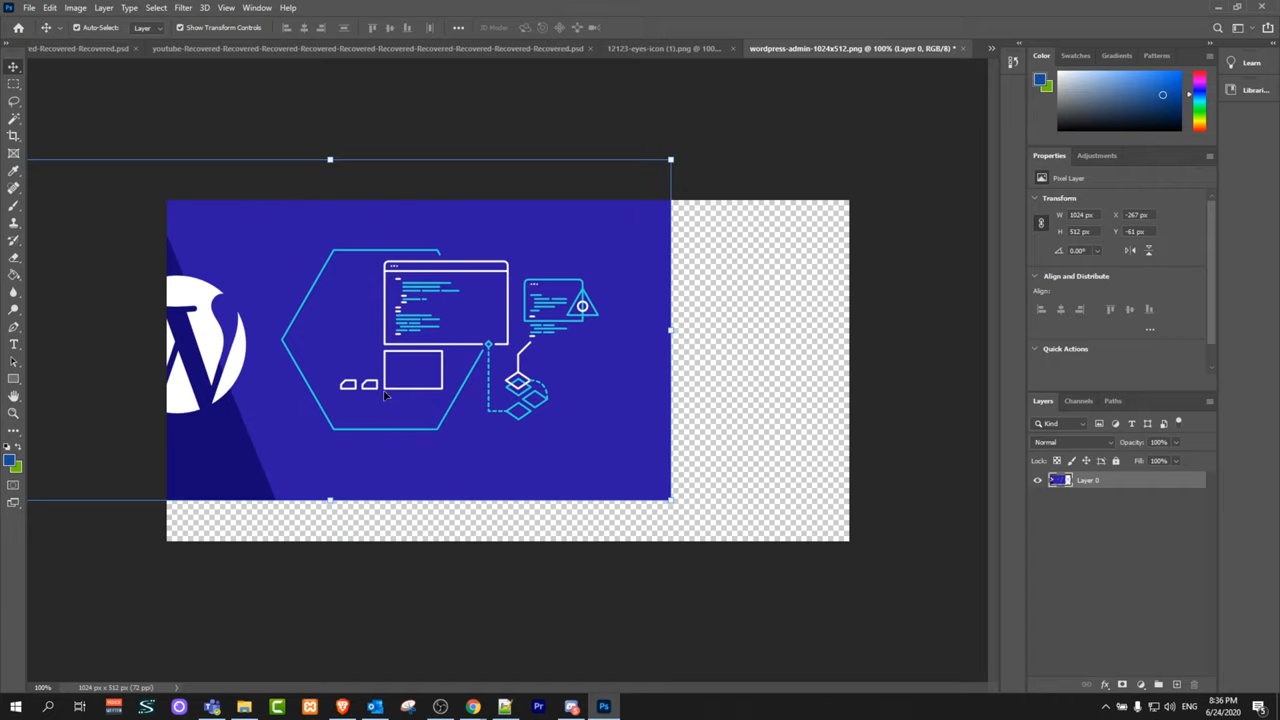 File Edit Image Layer Type Select Filter 3D View Window Help
Auto-Select: Layer Show Transform Controls 3D Mode:
ed-Recovered-Recovered.psd × youtube-Recovered-Recovered-Recovered-Recovered-Recovered-Recovered-Recovered-Recovered.psd × 12123-eyes-icon (1).png @ 100... × wordpress-admin-1024x512.png @ 100% (Layer 0, RGB/8) * ×
Color Swatches Gradients Patterns
Learn
Librari...
Properties Adjustments
Pixel Layer
Transform
W 1024 px X -267 px
H 512 px Y -61 px
0.00°
Align and Distribute
Align:
Quick Actions
Layers Channels Paths
Kind
Normal Opacity: 100%
Lock: Fill: 100%
Layer 0
100% 1024 px x 512 px (72 ppi)
ENG 8:36 PM
6/24/2020